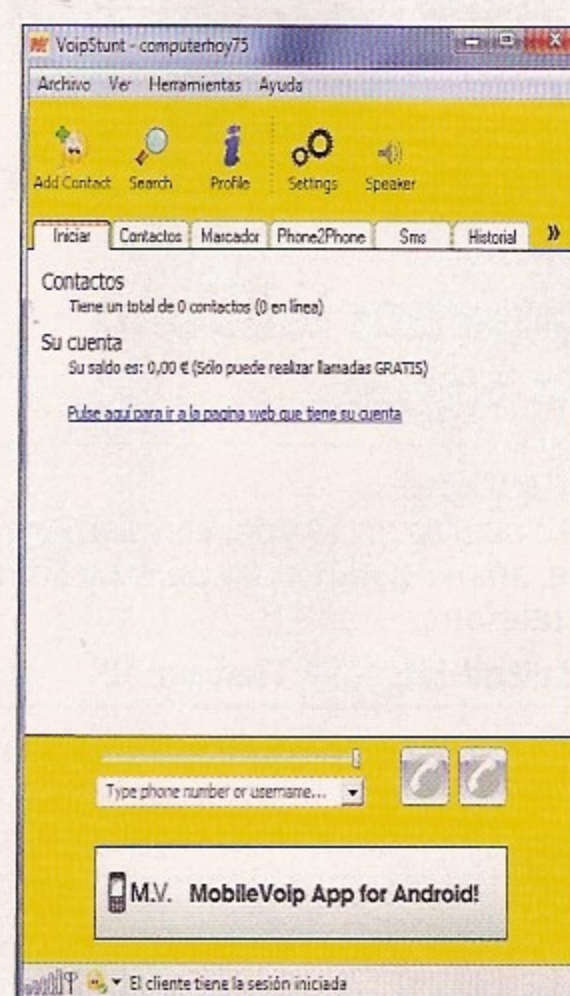 VoipStunt - computerhoy75
Archivo Ver Herramientas Ayuda
Add Contact Search Profile Settings Speaker
Iniciar Contactos Marcador Phone2Phone Sms Historial »
Contactos
Tiene un total de 0 contactos (0 en línea)
Su cuenta
Su saldo es: 0,00 € (Sólo puede realizar llamadas GRATIS)
Pulse aquí para ir a la pagina web que tiene su cuenta
Type phone number or username...
M.V. MobileVoip App for Android!
El cliente tiene la sesión iniciada